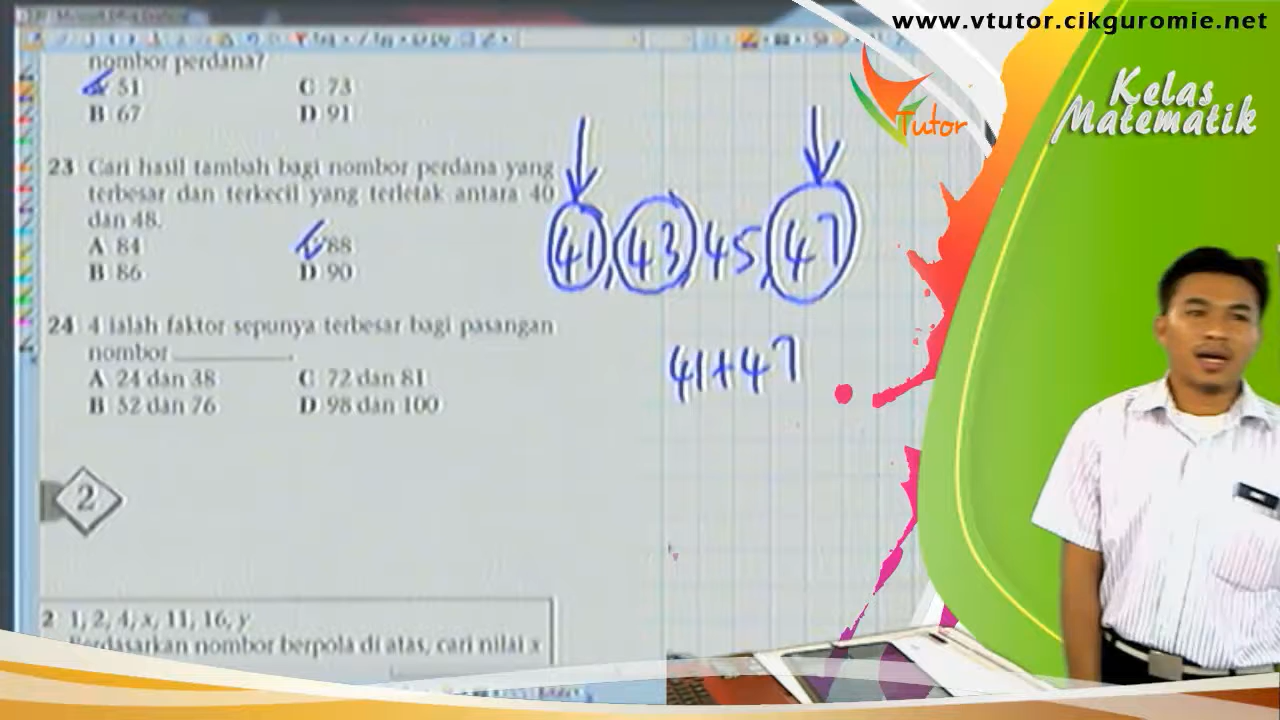 www.vtutor.cikguromie.net
Kelas
Matematik
Tutor
nombor perdana?
51 C 73
B 67 D 91
23 Cari hasil tambah bagi nombor perdana yang
terbesar dan terkecil yang terletak antara 40
dan 48.
A 84 88
B 86 D 90
41, 43, 45, 47
41+47
24 4 ialah faktor sepunya terbesar bagi pasangan
nombor __________.
A 24 dan 38 C 72 dan 81
B 52 dan 76 D 98 dan 100
2
2 1, 2, 4, x, 11, 16, y
Berdasarkan nombor berpola di atas, cari nilai x